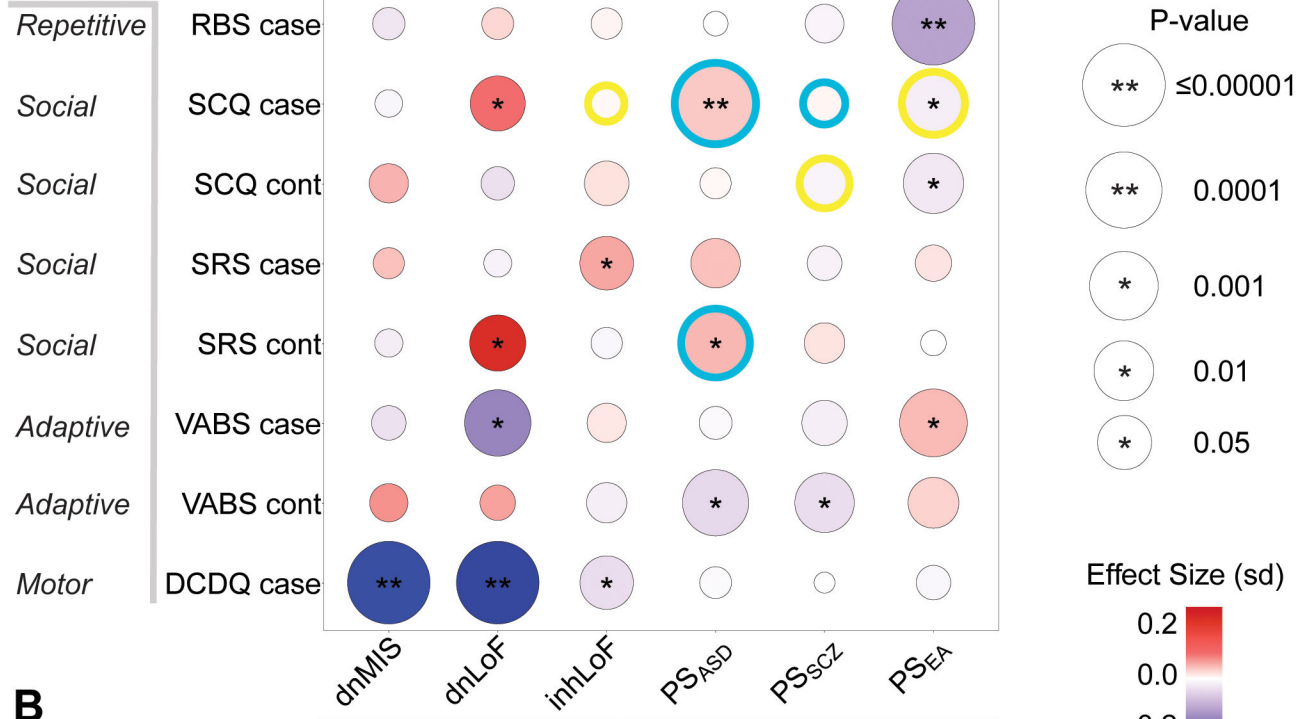 Repetitive RBS case **
Social SCQ case * ** *
Social SCQ cont *
Social SRS case *
Social SRS cont * *
Adaptive VABS case * *
Adaptive VABS cont * *
Motor DCDQ case ** ** *
dnMIS dnLoF inhLoF PSASD PSSCZ PSEA
B
P-value
** ≤0.00001
** 0.0001
* 0.001
* 0.01
* 0.05
Effect Size (sd)
0.2
0.0